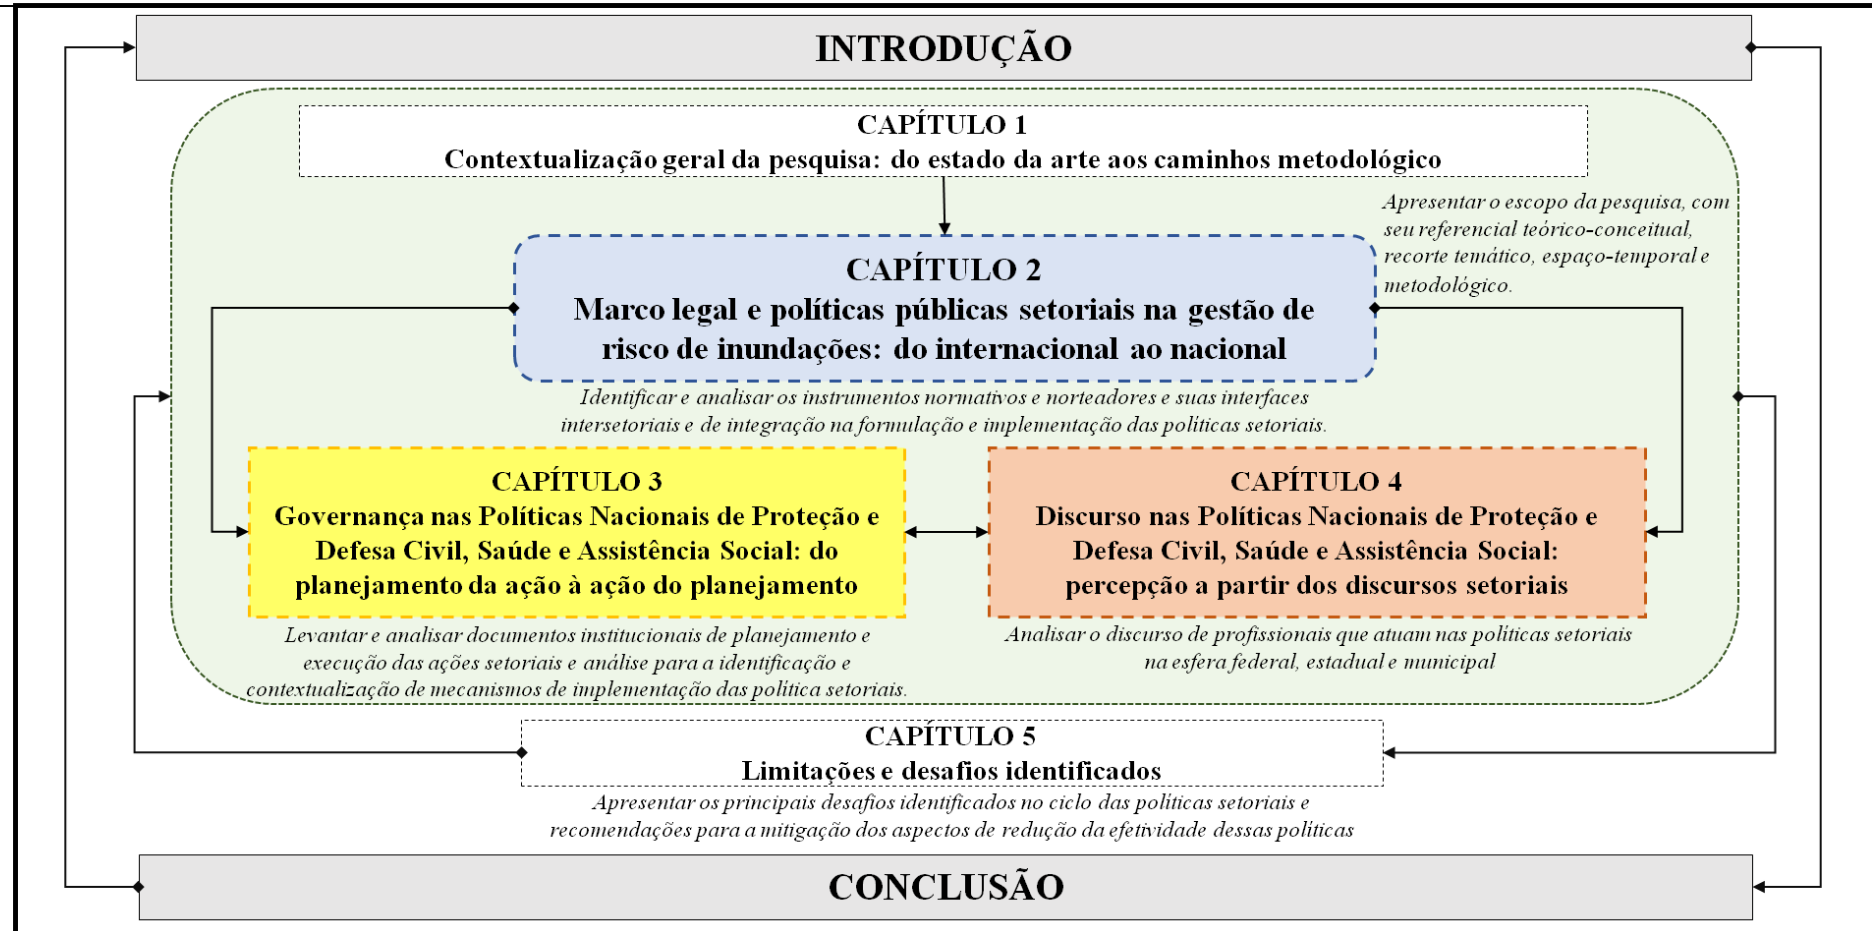 INTRODUÇÃO
CAPÍTULO 1
Contextualização geral da pesquisa: do estado da arte aos caminhos metodológico
Apresentar o escopo da pesquisa, com
seu referencial teórico-conceitual,
recorte temático, espaço-temporal e
metodológico.
CAPÍTULO 2
Marco legal e políticas públicas setoriais na gestão de
risco de inundações: do internacional ao nacional
Identificar e analisar os instrumentos normativos e norteadores e suas interfaces
intersetoriais e de integração na formulação e implementação das políticas setoriais.
CAPÍTULO 3
Governança nas Políticas Nacionais de Proteção e
Defesa Civil, Saúde e Assistência Social: do
planejamento da ação à ação do planejamento
Levantar e analisar documentos institucionais de planejamento e
execução das ações setoriais e análise para a identificação e
contextualização de mecanismos de implementação das política setoriais.
CAPÍTULO 4
Discurso nas Políticas Nacionais de Proteção e
Defesa Civil, Saúde e Assistência Social:
percepção a partir dos discursos setoriais
Analisar o discurso de profissionais que atuam nas políticas setoriais
na esfera federal, estadual e municipal
CAPÍTULO 5
Limitações e desafios identificados
Apresentar os principais desafios identificados no ciclo das políticas setoriais e
recomendações para a mitigação dos aspectos de redução da efetividade dessas políticas
CONCLUSÃO